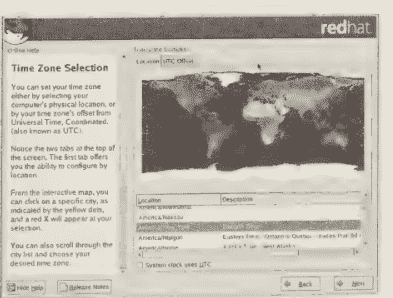 redhat
Online Help
Time Zone Selection
Location UTC Offset
You can set your time zone
either by selecting your
computer's physical location, or
by your time zone's offset from
Universal Time, Coordinated,
(also known as UTC).
Notice the two tabs at the top of
the screen. The first tab offers
you the ability to configure by
location
From the interactive map, you
can click on a specific city, as
indicated by the yellow dots,
and a red X will appear at your
selection.
You can also scroll through the
city list and choose your
desired time zone.
Location Description
America/Nassau
America/Nipigon
System clock uses UTC
Hide Help
Release Notes
Back
Next